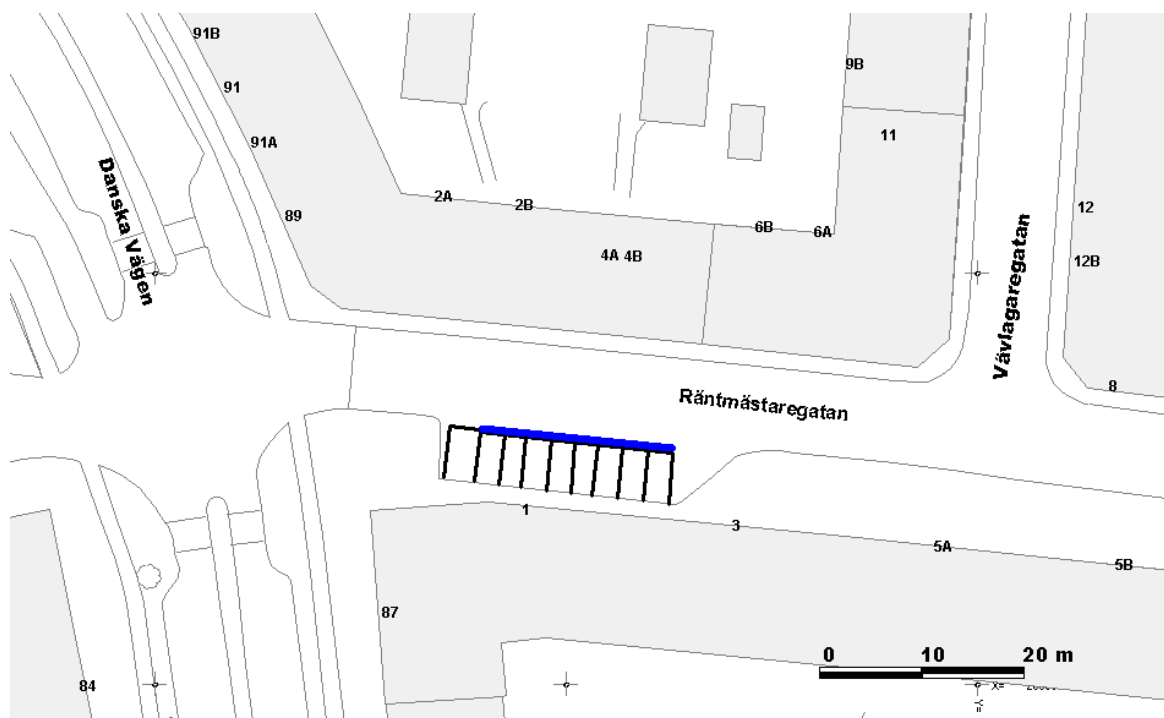 91B
91
91A
89
Danska Vägen
2A
2B
4A 4B
6B
6A
9B
11
12
12B
Vävlagaregatan
8
Räntmästaregatan
1
3
5A
5B
87
84
0 10 20 m
X=